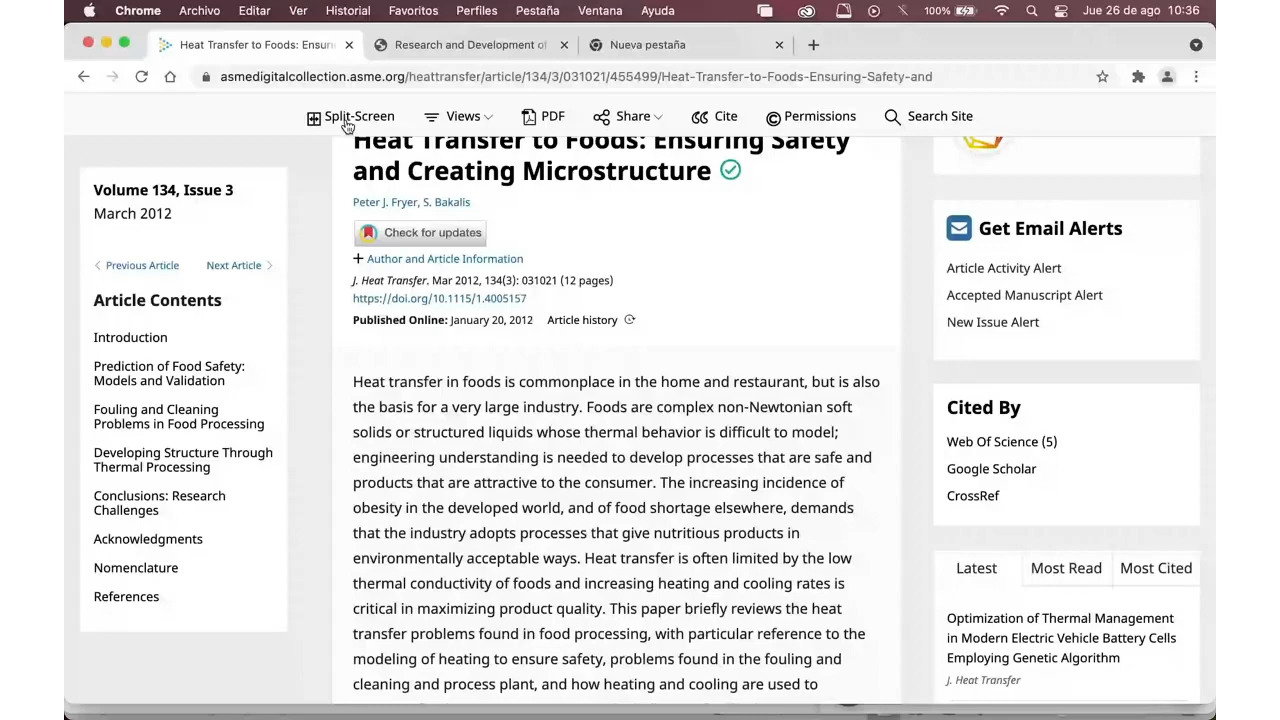 Chrome Archivo Editar Ver Historial Favoritos Perfiles Pestaña Ventana Ayuda 100% Jue 26 de ago 10:36
Heat Transfer to Foods: Ensuri Research and Development of Nueva pestaña
asmedigitalcollection.asme.org/heattransfer/article/134/3/031021/455499/Heat-Transfer-to-Foods-Ensuring-Safety-and
Split-Screen Views PDF Share Cite Permissions Search Site
Volume 134, Issue 3
March 2012
Previous Article Next Article
Article Contents
Introduction
Prediction of Food Safety:
Models and Validation
Fouling and Cleaning
Problems in Food Processing
Developing Structure Through
Thermal Processing
Conclusions: Research
Challenges
Acknowledgments
Nomenclature
References
Heat Transfer to Foods: Ensuring Safety
and Creating Microstructure
Peter J. Fryer, S. Bakalis
Check for updates
+ Author and Article Information
J. Heat Transfer. Mar 2012, 134(3): 031021 (12 pages)
https://doi.org/10.1115/1.4005157
Published Online: January 20, 2012 Article history
Heat transfer in foods is commonplace in the home and restaurant, but is also
the basis for a very large industry. Foods are complex non-Newtonian soft
solids or structured liquids whose thermal behavior is difficult to model;
engineering understanding is needed to develop processes that are safe and
products that are attractive to the consumer. The increasing incidence of
obesity in the developed world, and of food shortage elsewhere, demands
that the industry adopts processes that give nutritious products in
environmentally acceptable ways. Heat transfer is often limited by the low
thermal conductivity of foods and increasing heating and cooling rates is
critical in maximizing product quality. This paper briefly reviews the heat
transfer problems found in food processing, with particular reference to the
modeling of heating to ensure safety, problems found in the fouling and
cleaning and process plant, and how heating and cooling are used to
Get Email Alerts
Article Activity Alert
Accepted Manuscript Alert
New Issue Alert
Cited By
Web Of Science (5)
Google Scholar
CrossRef
Latest Most Read Most Cited
Optimization of Thermal Management
in Modern Electric Vehicle Battery Cells
Employing Genetic Algorithm
J. Heat Transfer